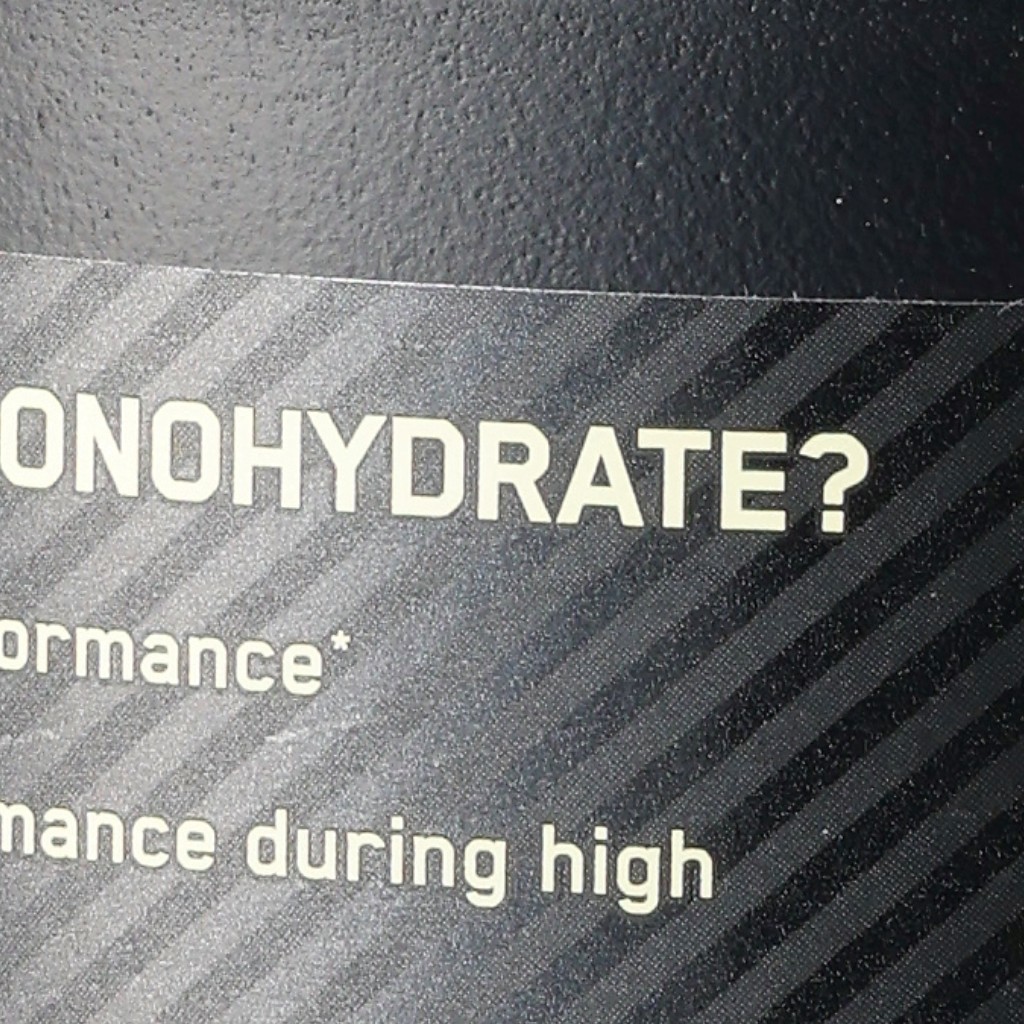 ONOHYDRATE?
ormance*
mance during high